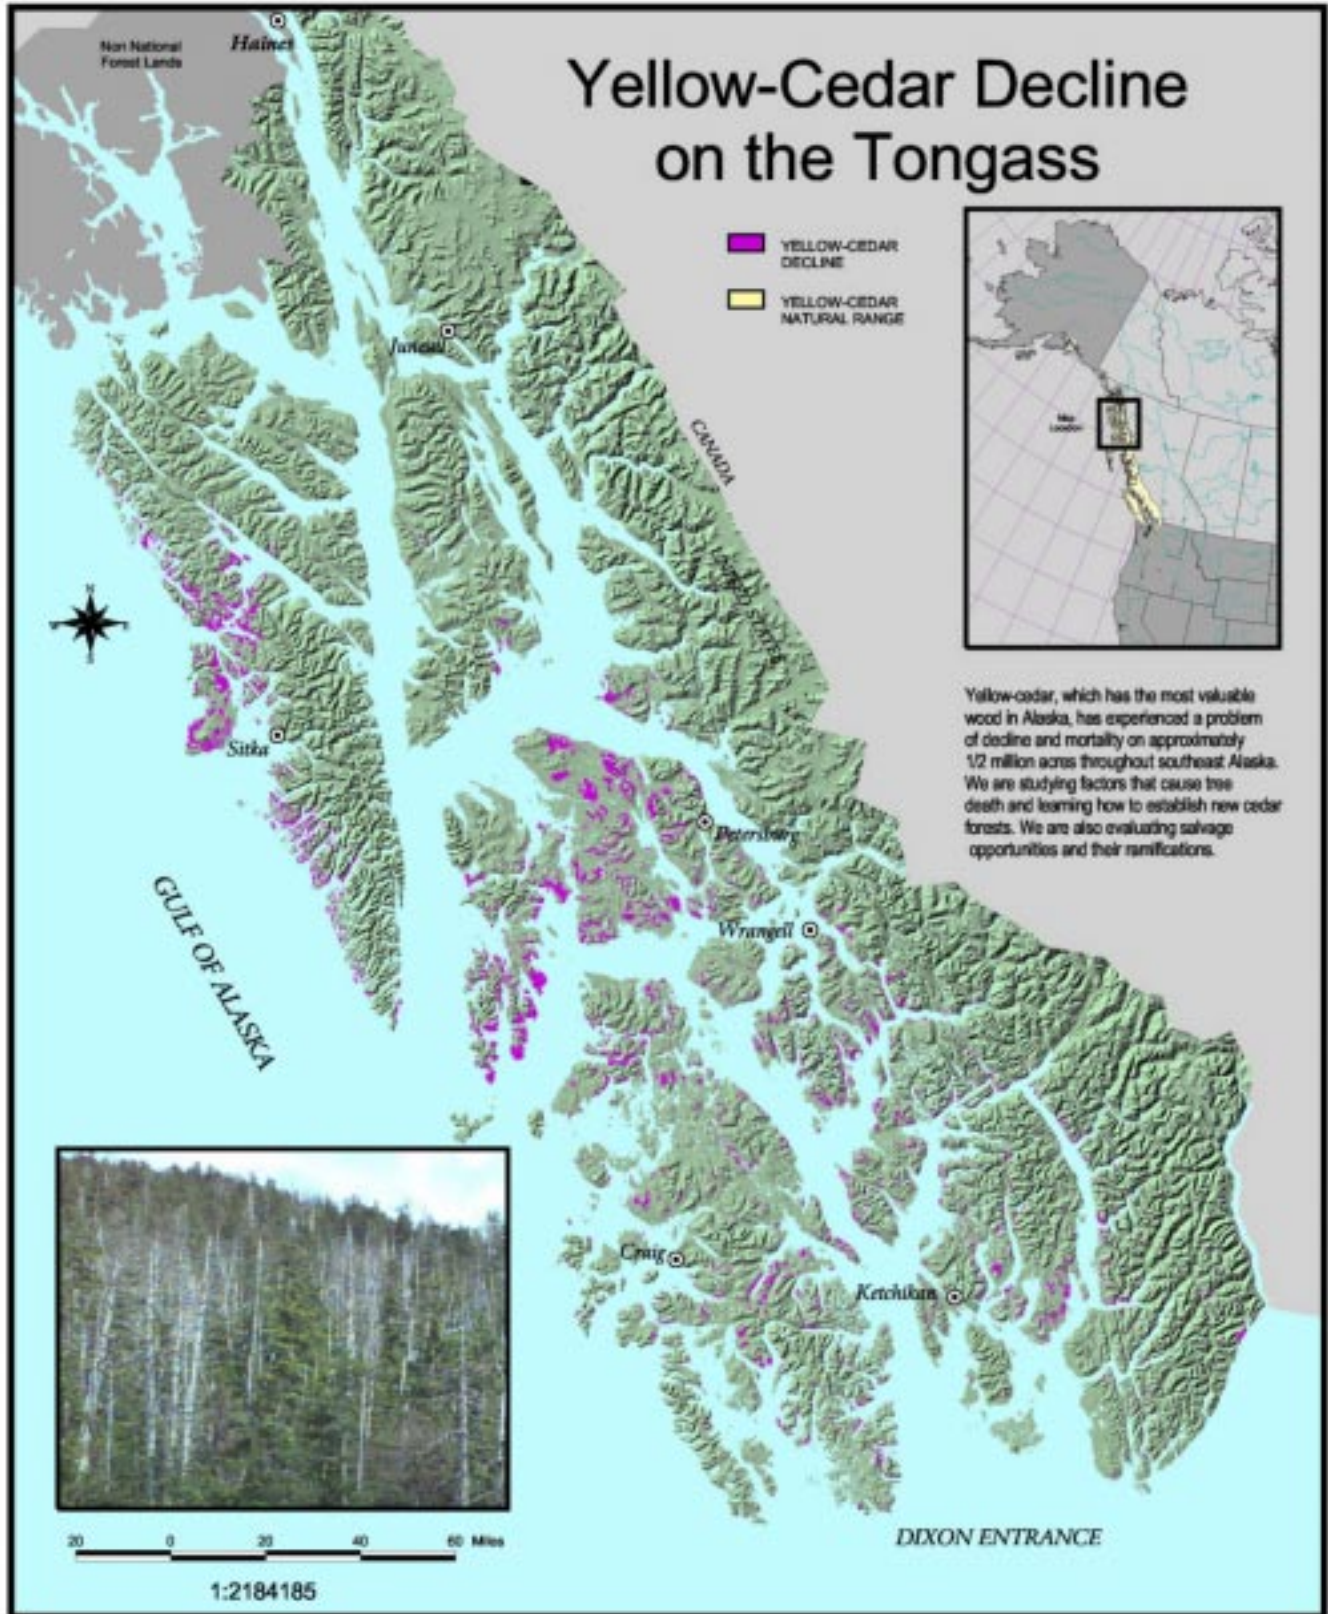 Non National
Forest Lands
Haines
Yellow-Cedar Decline
on the Tongass
YELLOW-CEDAR
DECLINE
YELLOW-CEDAR
NATURAL RANGE
Juneau
Map
Location
CANADA
N
S
Yellow-cedar, which has the most valuable
wood in Alaska, has experienced a problem
of decline and mortality on approximately
1/2 million acres throughout southeast Alaska.
We are studying factors that cause tree
death and learning how to establish new cedar
forests. We are also evaluating salvage
opportunities and their ramifications.
Sitka
Petersburg
Wrangell
GULF OF ALASKA
Craig
Ketchikan
DIXON ENTRANCE
20 0 20 40 60 Miles
1:2184185